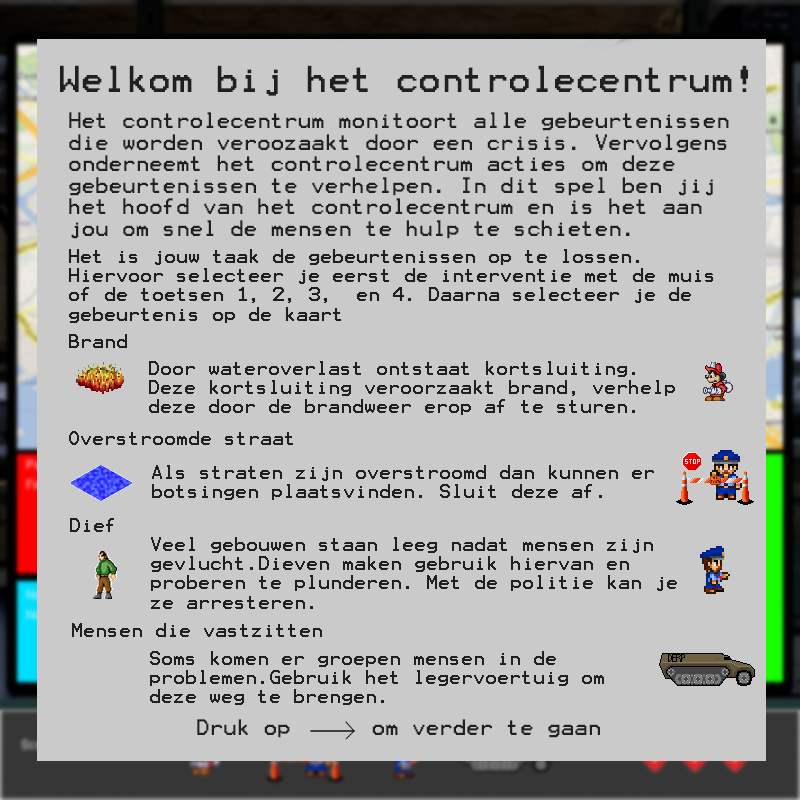 Welkom bij het controlecentrum!
Het controlecentrum monitoort alle gebeurtenissen
die worden veroozaakt door een crisis. Vervolgens
onderneemt het controlecentrum acties om deze
gebeurtenissen te verhelpen. In dit spel ben jij
het hoofd van het controlecentrum en is het aan
jou om snel de mensen te hulp te schieten.
Het is jouw taak de gebeurtenissen op te lossen.
Hiervoor selecteer je eerst de interventie met de muis
of de toetsen 1, 2, 3,  en 4. Daarna selecteer je de
gebeurtenis op de kaart
Brand
Door wateroverlast ontstaat kortsluiting.
Deze kortsluiting veroorzaakt brand, verhelp
deze door de brandweer erop af te sturen.
Overstroomde straat
STOP
Als straten zijn overstroomd dan kunnen er
botsingen plaatsvinden. Sluit deze af.
Dief
Veel gebouwen staan leeg nadat mensen zijn
gevlucht.Dieven maken gebruik hiervan en
proberen te plunderen. Met de politie kan je
ze arresteren.
Mensen die vastzitten
DERP
Soms komen er groepen mensen in de
problemen.Gebruik het legervoertuig om
deze weg te brengen.
Druk op → om verder te gaan